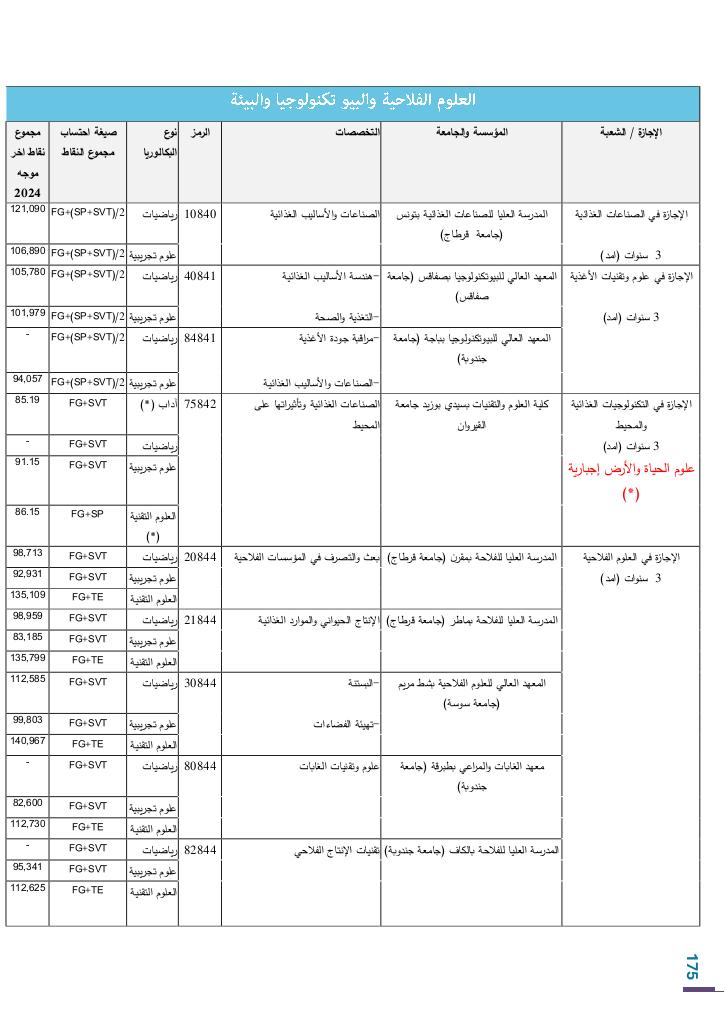 العلوم الفلاحية والبيو تكنولوجيا والبيئة
الإجازة / الشعبة	المؤسسة والجامعة	التخصصات	الرمز	نوع البكالوريا	صيغة احتساب مجموع النقاط	مجموع نقاط اخر موجه 2024
الإجازة في الصناعات الغذائية	المدرسة العليا للصناعات الغذائية بتونس	الصناعات والأساليب الغذائية	10840	رياضيات	FG+(SP+SVT)/2	121,090
(جامعة قرطاج)
3 سنوات (امد)	علوم تجريبية	FG+(SP+SVT)/2	106,890
الإجازة في علوم وتقنيات الأغذية	المعهد العالي للبيوتكنولوجيا بصفاقس (جامعة	-هندسة الأساليب الغذائية	40841	رياضيات	FG+(SP+SVT)/2	105,780
صفاقس)
3 سنوات (امد)	-التغذية والصحة	علوم تجريبية	FG+(SP+SVT)/2	101,979
المعهد العالي للبيوتكنولوجيا بباجة (جامعة	-مراقبة جودة الأغذية	84841	رياضيات	FG+(SP+SVT)/2	-
جندوبة)
-الصناعات والأساليب الغذائية	علوم تجريبية	FG+(SP+SVT)/2	94,057
الإجازة في التكنولوجيات الغذائية	كلية العلوم والتقنيات بسيدي بوزيد جامعة	الصناعات الغذائية وتأثيراتها على	75842	أداب (*)	FG+SVT	85.19
والمحيط	القيروان	المحيط
3 سنوات (امد)	رياضيات	FG+SVT	-
علوم الحياة والأرض إجبارية	علوم تجريبية	FG+SVT	91.15
(*)
العلوم التقنية	FG+SP	86.15
(*)
الإجازة في العلوم الفلاحية	المدرسة العليا للفلاحة بمقرن (جامعة قرطاج)	بعث والتصرف في المؤسسات الفلاحية	20844	رياضيات	FG+SVT	98,713
3 سنوات (امد)	علوم تجريبية	FG+SVT	92,931
العلوم التقنية	FG+TE	135,109
المدرسة العليا للفلاحة بماطر (جامعة قرطاج)	الإنتاج الحيواني والموارد الغذائية	21844	رياضيات	FG+SVT	98,959
علوم تجريبية	FG+SVT	83,185
العلوم التقنية	FG+TE	135,799
المعهد العالي للعلوم الفلاحية بشط مريم	-البستنة	30844	رياضيات	FG+SVT	112,585
(جامعة سوسة)
-تهيئة الفضاءات	علوم تجريبية	FG+SVT	99,803
العلوم التقنية	FG+TE	140,967
معهد الغابات والمراعي بطبرقة (جامعة	علوم وتقنيات الغابات	80844	رياضيات	FG+SVT	-
جندوبة)
علوم تجريبية	FG+SVT	82,600
العلوم التقنية	FG+TE	112,730
المدرسة العليا للفلاحة بالكاف (جامعة جندوبة)	تقنيات الإنتاج الفلاحي	82844	رياضيات	FG+SVT	-
علوم تجريبية	FG+SVT	95,341
العلوم التقنية	FG+TE	112,625
175